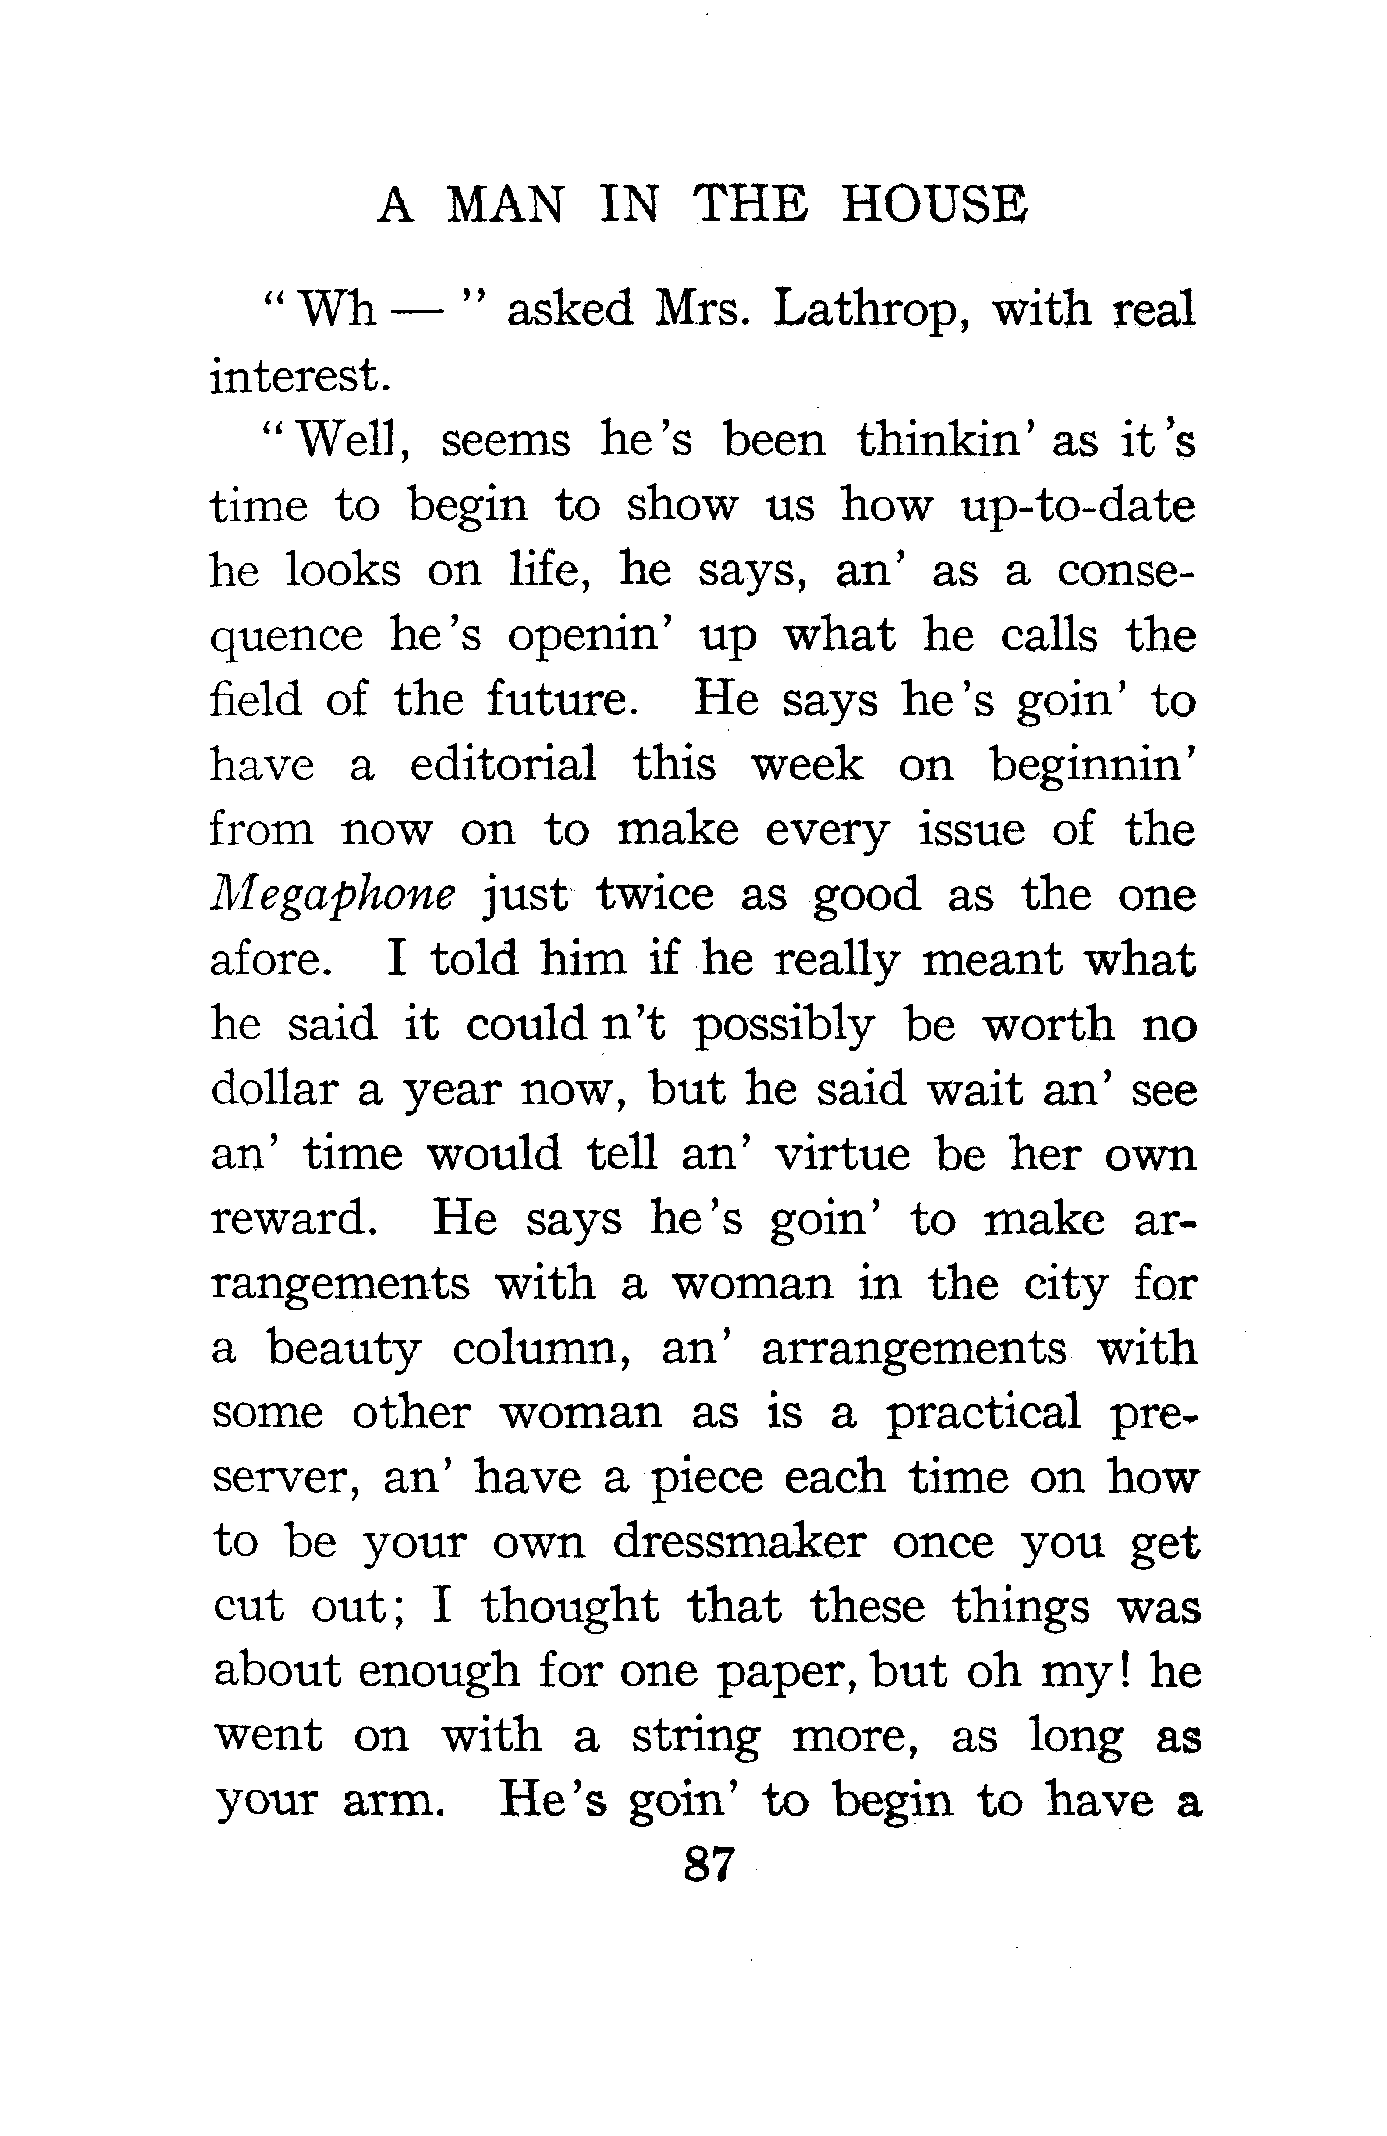 A MAN IN THE HOUSE
“ Wh — ” asked Mrs. Lathrop, with real
interest.
“ Well, seems he 's been thinkin' as it 's
time to begin to show us how up-to-date
he looks on life, he says, an' as a conse-
quence he 's openin' up what he calls the
field of the future. He says he 's goin' to
have a editorial this week on beginnin'
from now on to make every issue of the
Megaphone just twice as good as the one
afore. I told him if he really meant what
he said it could n't possibly be worth no
dollar a year now, but he said wait an' see
an' time would tell an' virtue be her own
reward. He says he 's goin' to make ar-
rangements with a woman in the city for
a beauty column, an' arrangements with
some other woman as is a practical pre-
server, an' have a piece each time on how
to be your own dressmaker once you get
cut out; I thought that these things was
about enough for one paper, but oh my! he
went on with a string more, as long as
your arm. He 's goin' to begin to have a
87